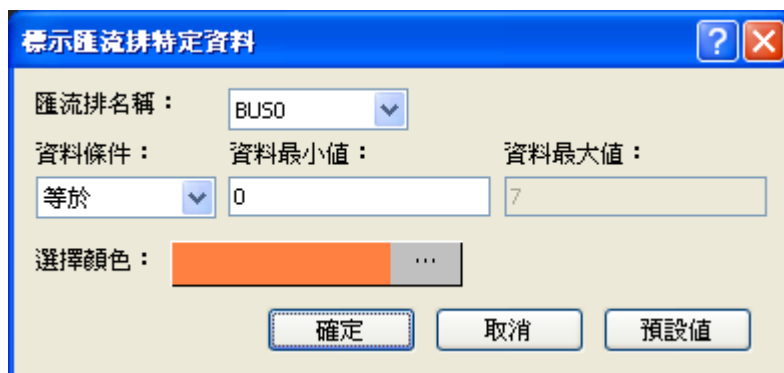 標示匯流排特定資料
匯流排名稱： BUS0
資料條件： 資料最小值： 資料最大值：
等於 0 7
選擇顏色： ...
確定 取消 預設值